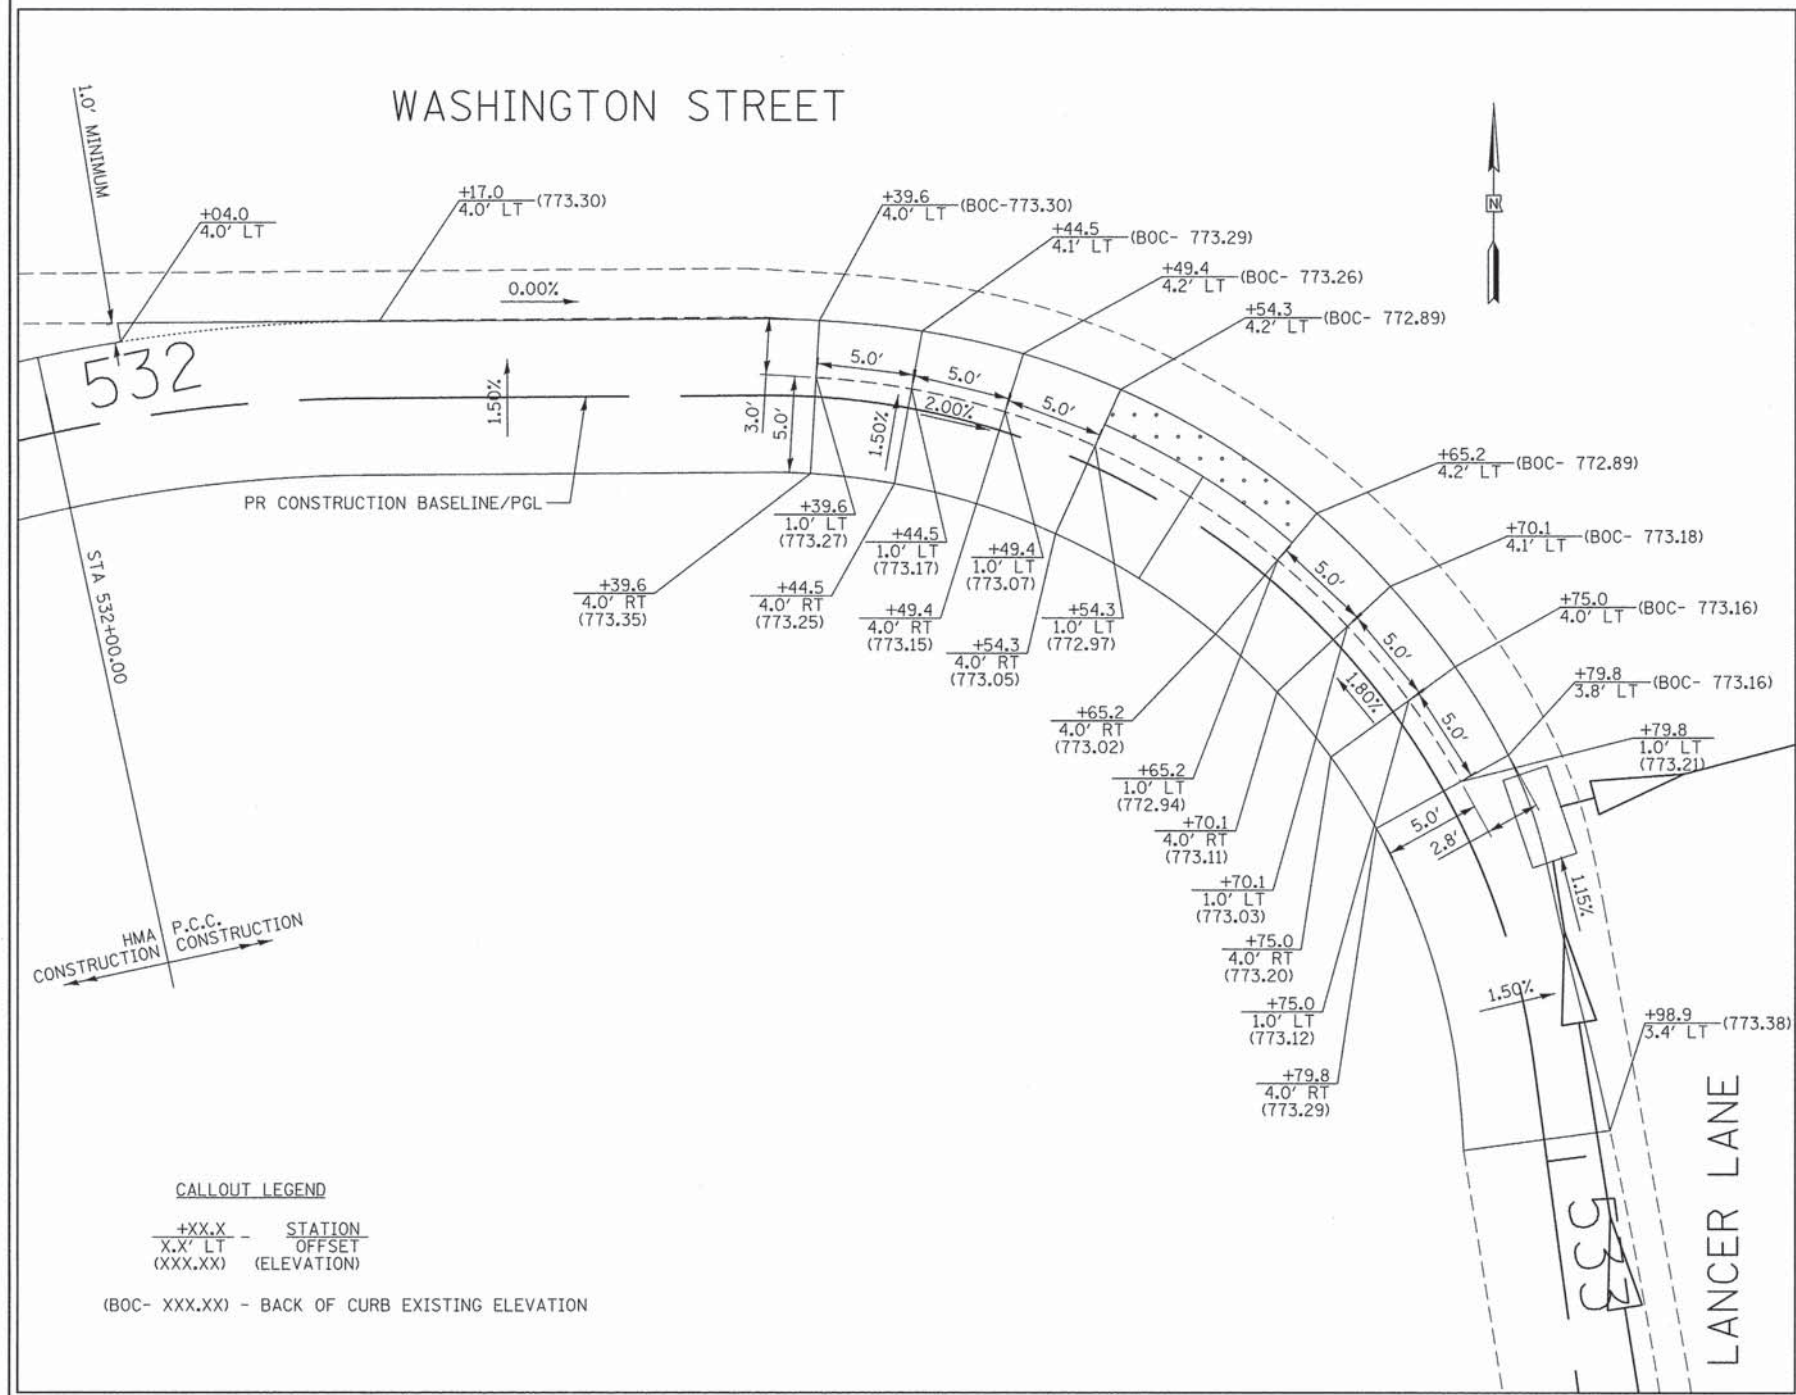 WASHINGTON STREET
1.0' MINIMUM
+04.0
4.0' LT
+17.0
4.0' LT (773.30)
+39.6
4.0' LT (BOC-773.30)
+44.5
4.1' LT (BOC- 773.29)
+49.4
4.2' LT (BOC- 773.26)
+54.3
4.2' LT (BOC- 772.89)
N
0.00%
532
1.50%
3.0'
5.0'
5.0'
5.0'
5.0'
1.50%
2.00%
PR CONSTRUCTION BASELINE/PGL
+65.2
4.2' LT (BOC- 772.89)
+70.1
4.1' LT (BOC- 773.18)
+75.0
4.0' LT (BOC- 773.16)
+79.8
3.8' LT (BOC- 773.16)
+79.8
1.0' LT
(773.21)
+39.6
1.0' LT
(773.27)
+44.5
1.0' LT
(773.17)
+49.4
1.0' LT
(773.07)
+54.3
1.0' LT
(772.97)
+39.6
4.0' RT
(773.35)
+44.5
4.0' RT
(773.25)
+49.4
4.0' RT
(773.15)
+54.3
4.0' RT
(773.05)
5.0'
5.0'
5.0'
1.80%
5.0'
2.8'
1.15%
+65.2
4.0' RT
(773.02)
+65.2
1.0' LT
(772.94)
+70.1
4.0' RT
(773.11)
+70.1
1.0' LT
(773.03)
+75.0
4.0' RT
(773.20)
+75.0
1.0' LT
(773.12)
+79.8
4.0' RT
(773.29)
1.50%
+98.9
3.4' LT (773.38)
STA 532+00.00
HMA
CONSTRUCTION
P.C.C.
CONSTRUCTION
533
LANCER LANE
CALLOUT LEGEND
+XX.X - STATION
X.X' LT OFFSET
(XXX.XX) (ELEVATION)
(BOC- XXX.XX) - BACK OF CURB EXISTING ELEVATION